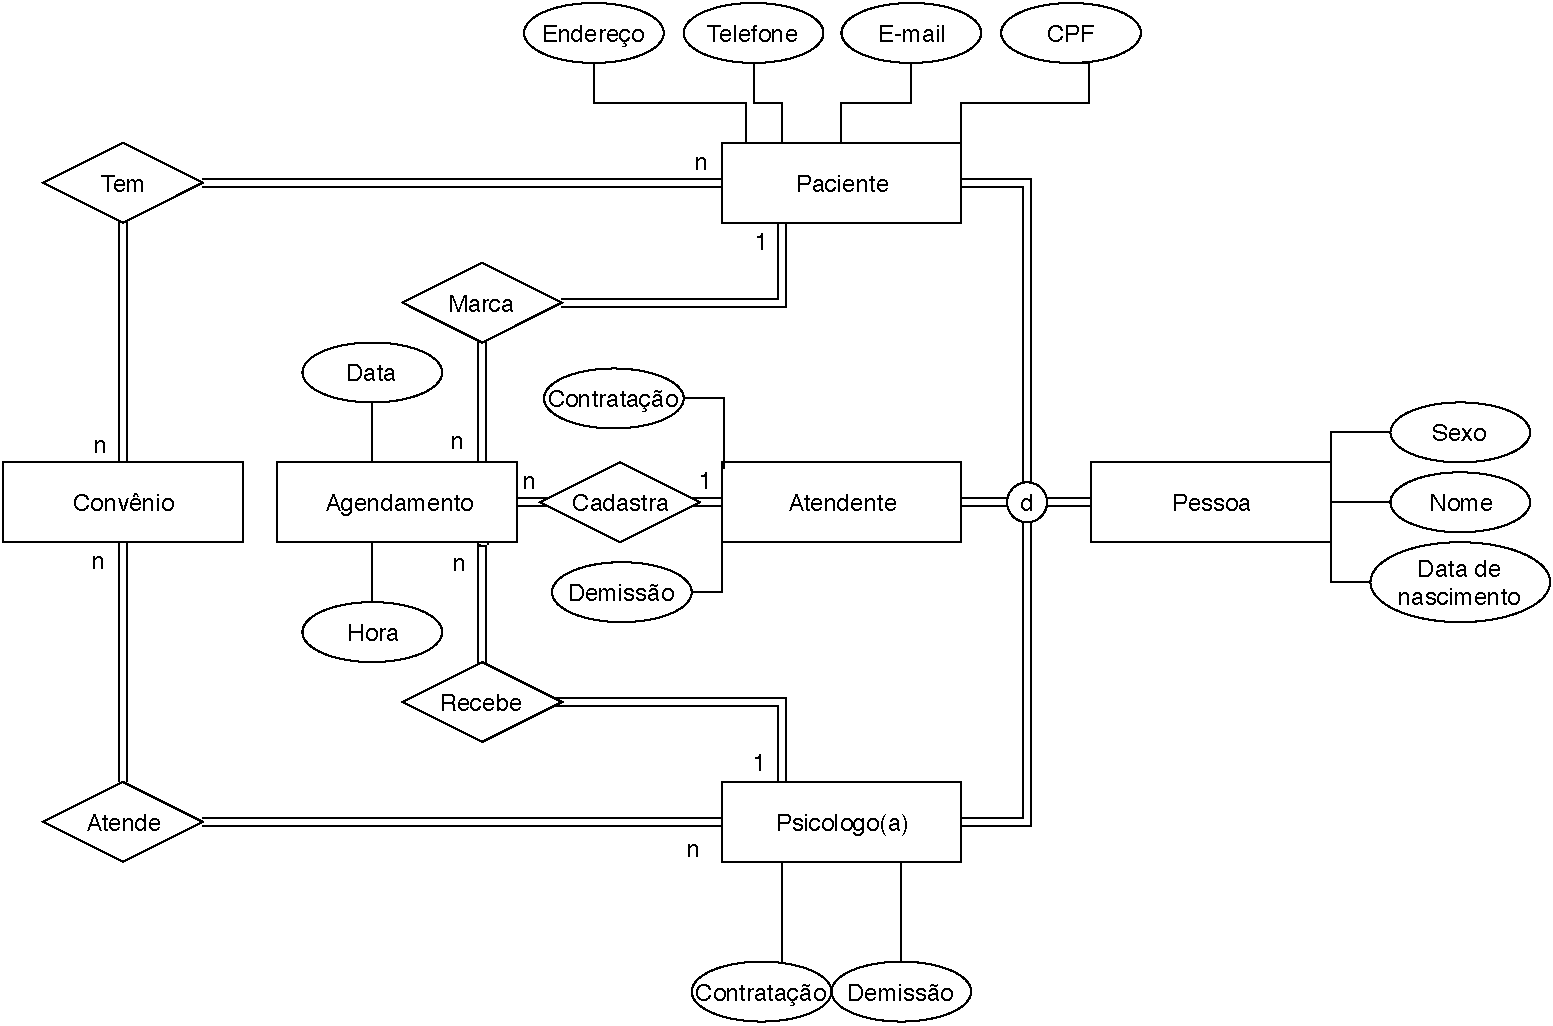 Endereço
Telefone
E-mail
CPF
n
Tem
Paciente
1
Marca
Data
Contratação
Sexo
n
n
n
1
Convênio
Agendamento
Cadastra
Atendente
d
Pessoa
Nome
n
n
Demissão
Data de
nascimento
Hora
Recebe
1
Atende
Psicologo(a)
n
Contratação
Demissão